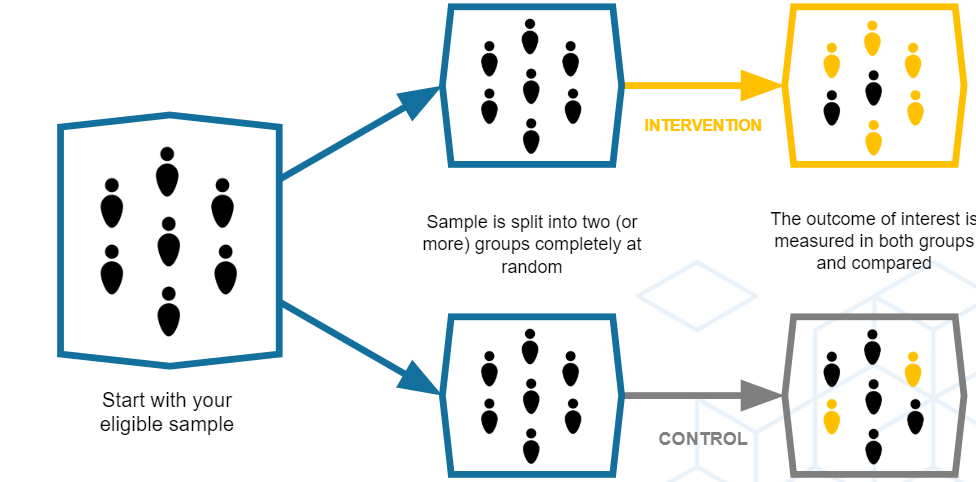 INTERVENTION
Sample is split into two (or
more) groups completely at
random
The outcome of interest is
measured in both groups
and compared
Start with your
eligible sample
CONTROL